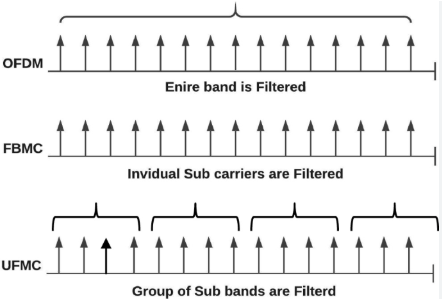 OFDM
Enire band is Filtered
FBMC
Invidual Sub carriers are Filtered
UFMC
Group of Sub bands are Filterd